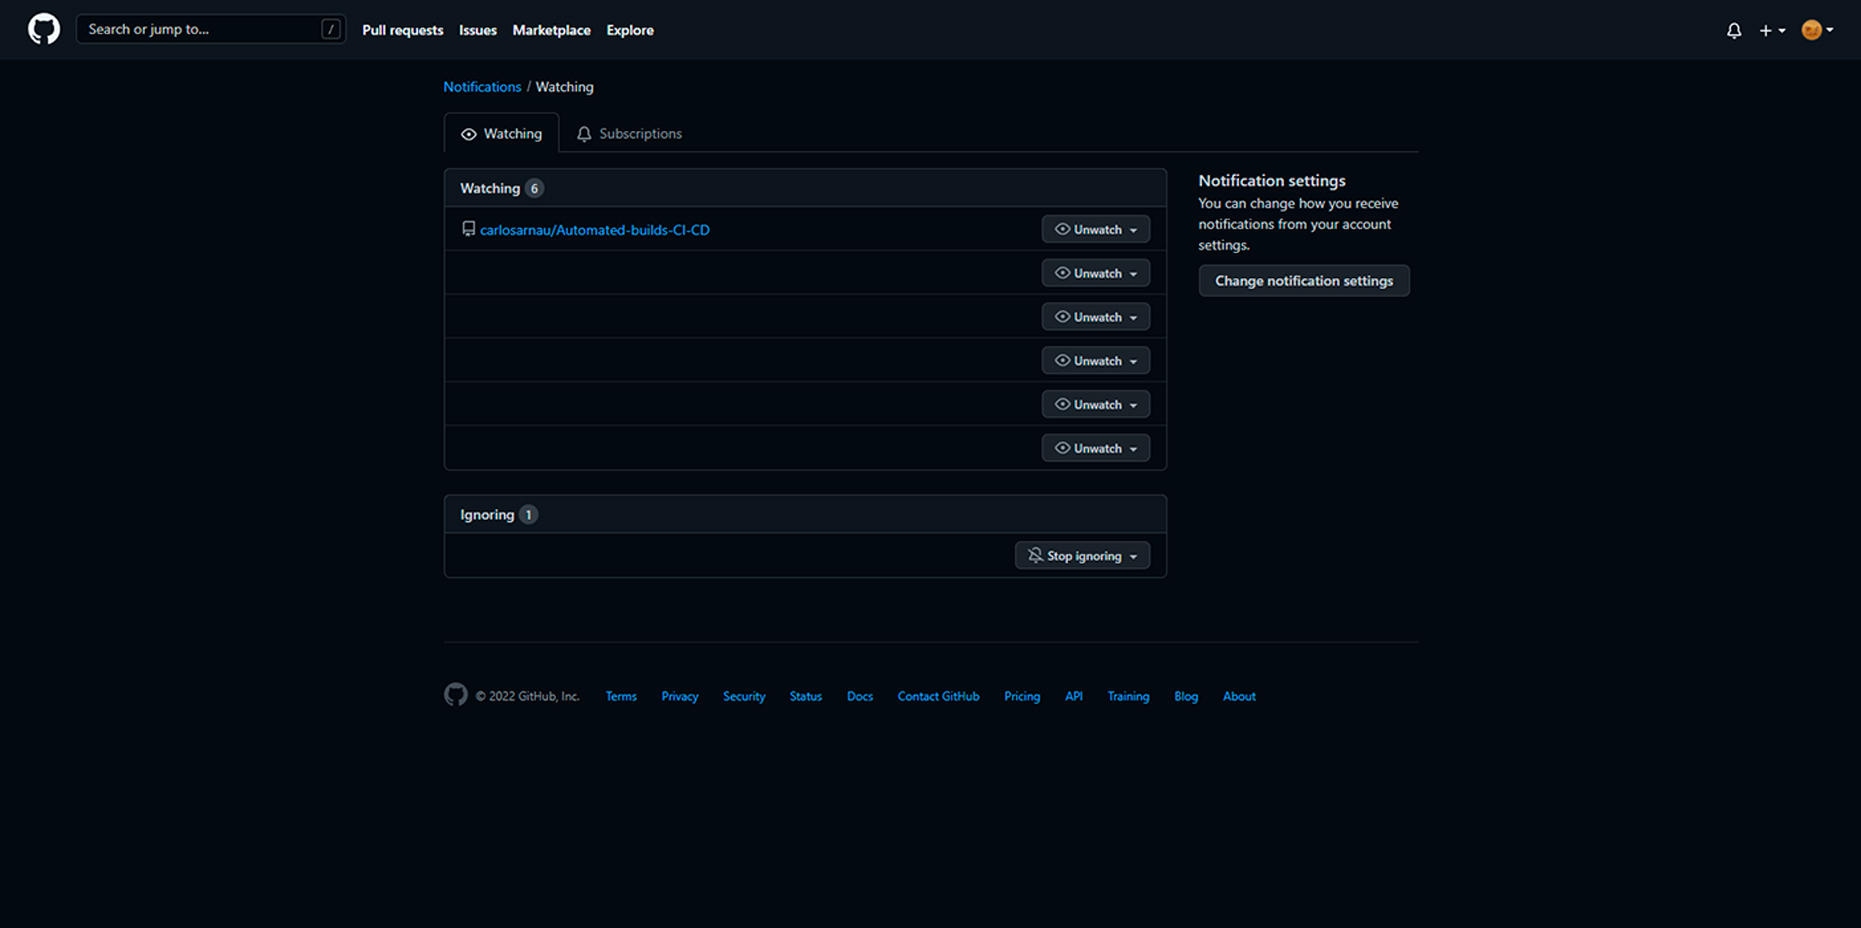 Search or jump to... /
Pull requests Issues Marketplace Explore
Notifications / Watching
Watching Subscriptions
Watching 6
carlosarnau/Automated-builds-CI-CD Unwatch
Unwatch
Unwatch
Unwatch
Unwatch
Unwatch
Ignoring 1
Stop ignoring
Notification settings
You can change how you receive
notifications from your account
settings.
Change notification settings
© 2022 GitHub, Inc. Terms Privacy Security Status Docs Contact GitHub Pricing API Training Blog About